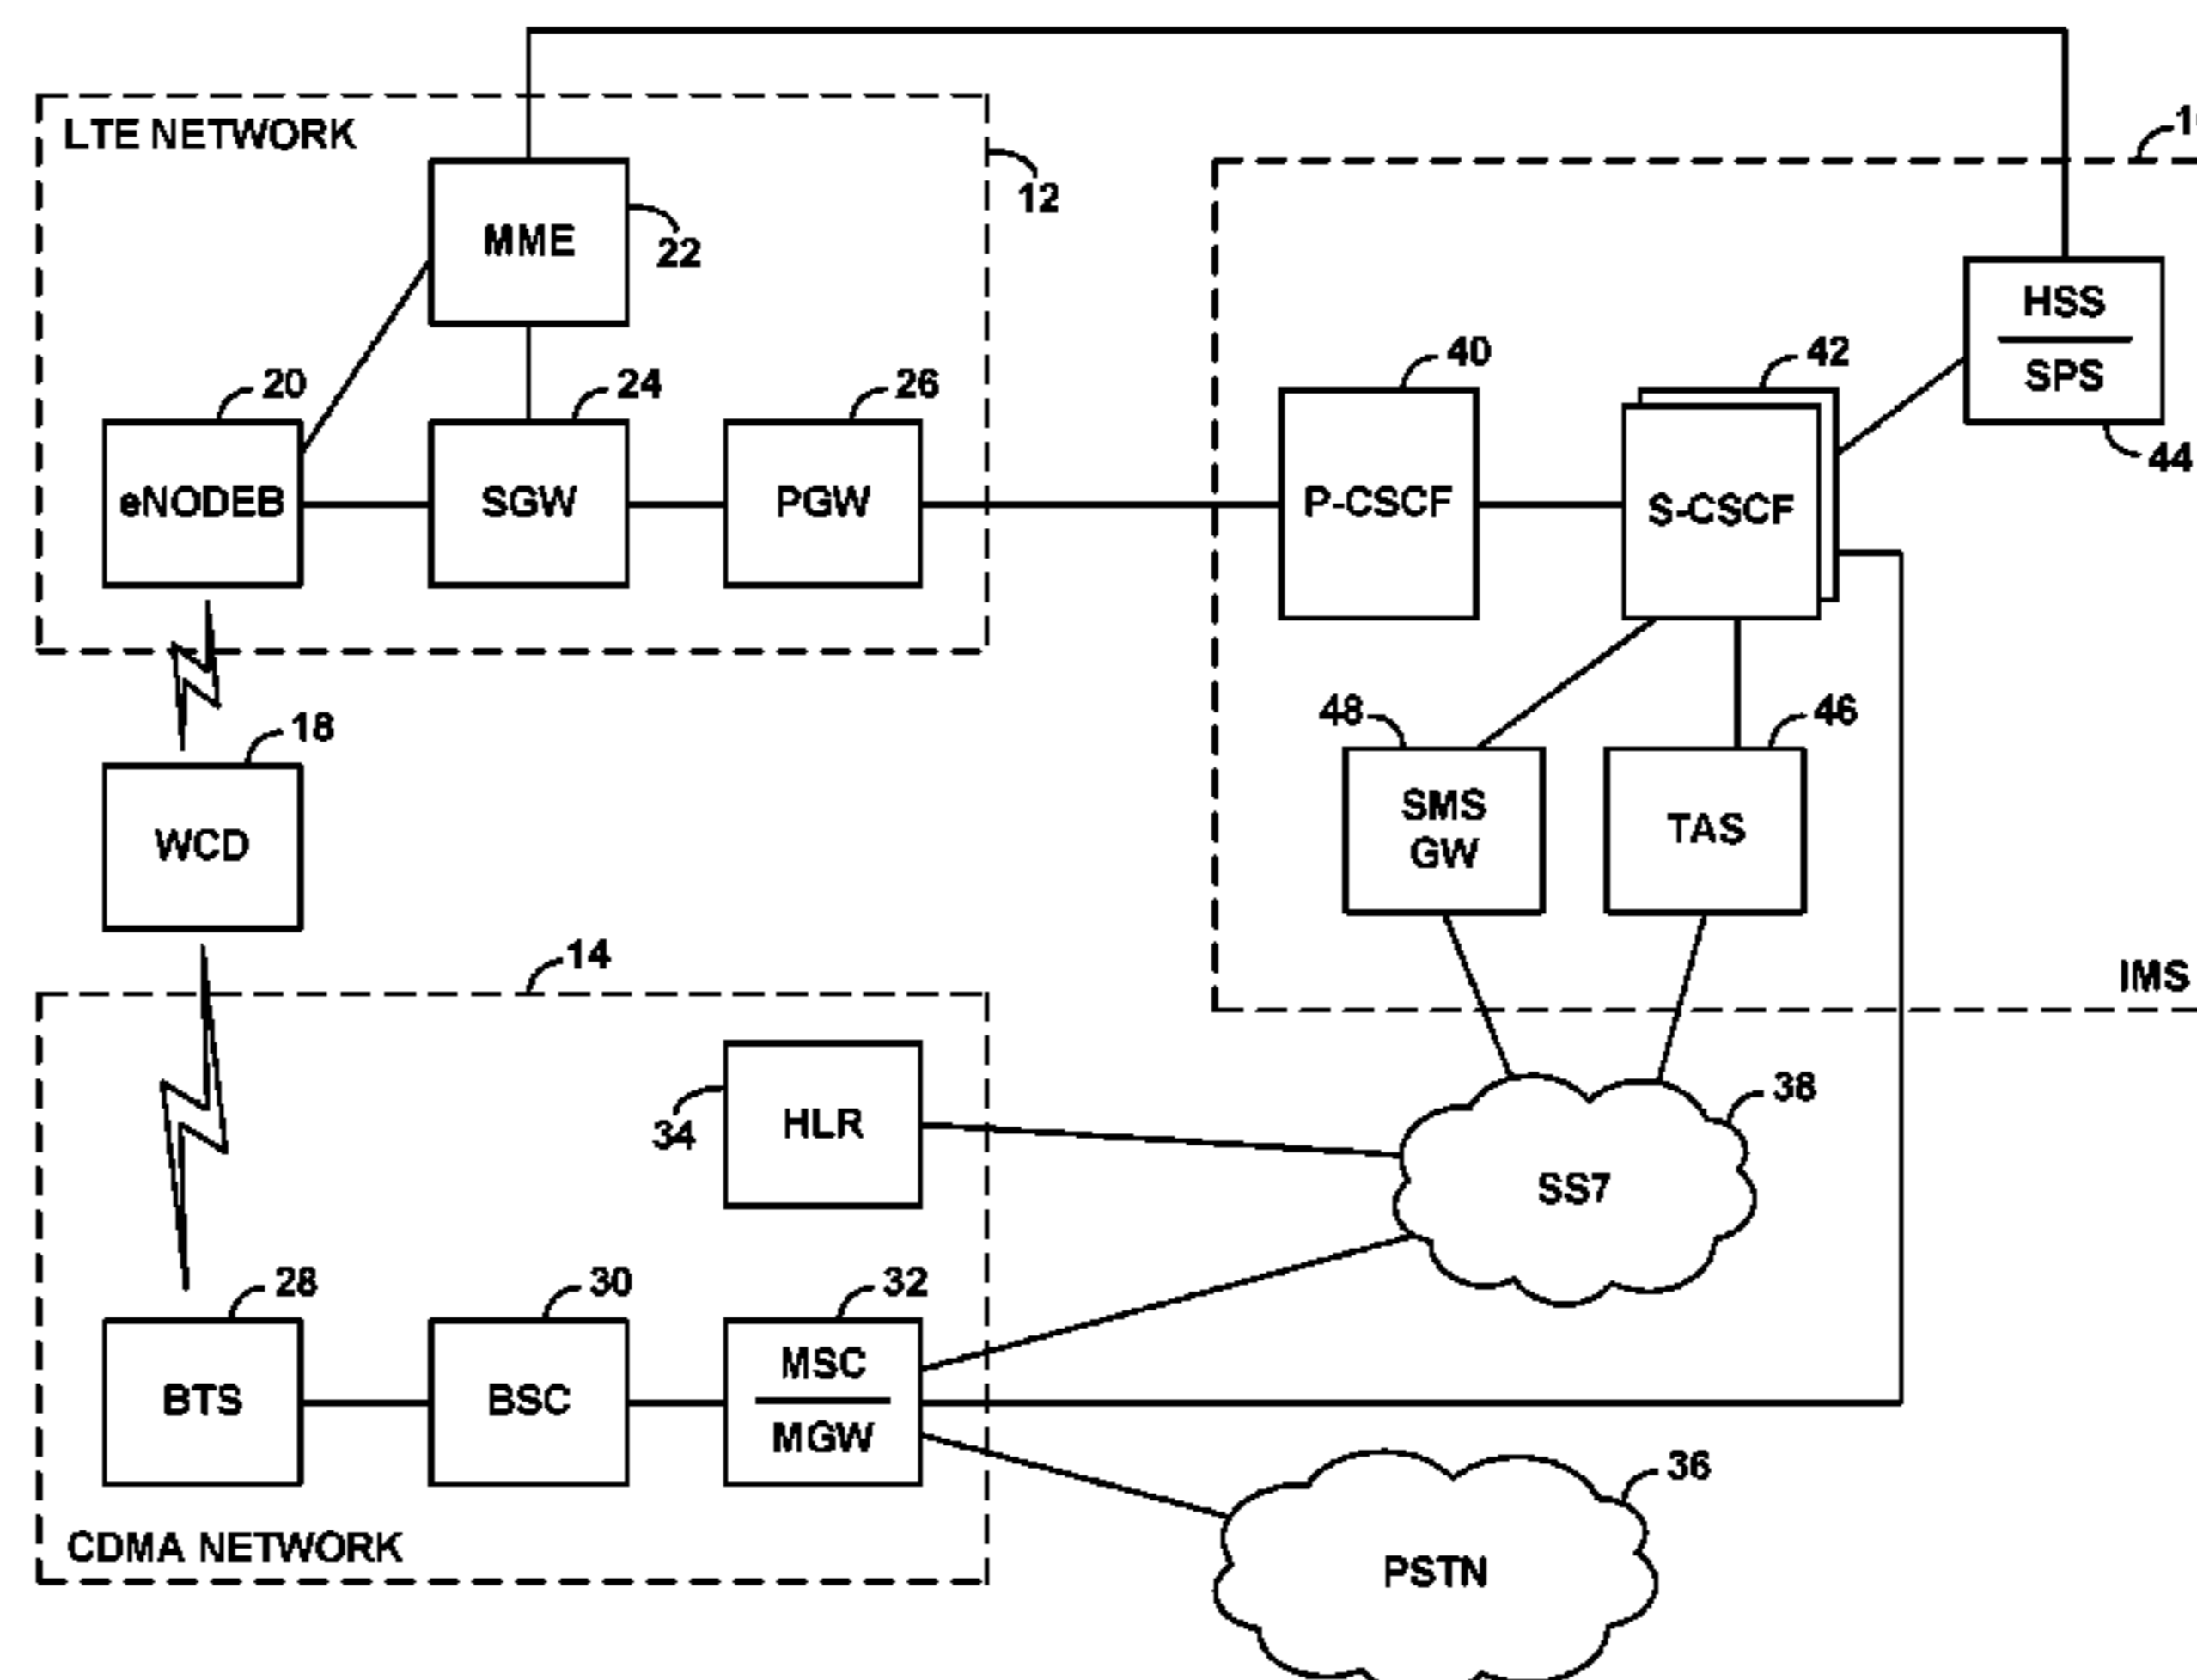 LTE NETWORK
12
MME
22
HSS
SPS
44
20
24
26
40
42
eNODEB
SGW
PGW
P-CSCF
S-CSCF
18
WCD
48
46
SMS
GW
TAS
IMS
14
34
HLR
38
SS7
28
30
32
BTS
BSC
MSC
MGW
CDMA NETWORK
36
PSTN